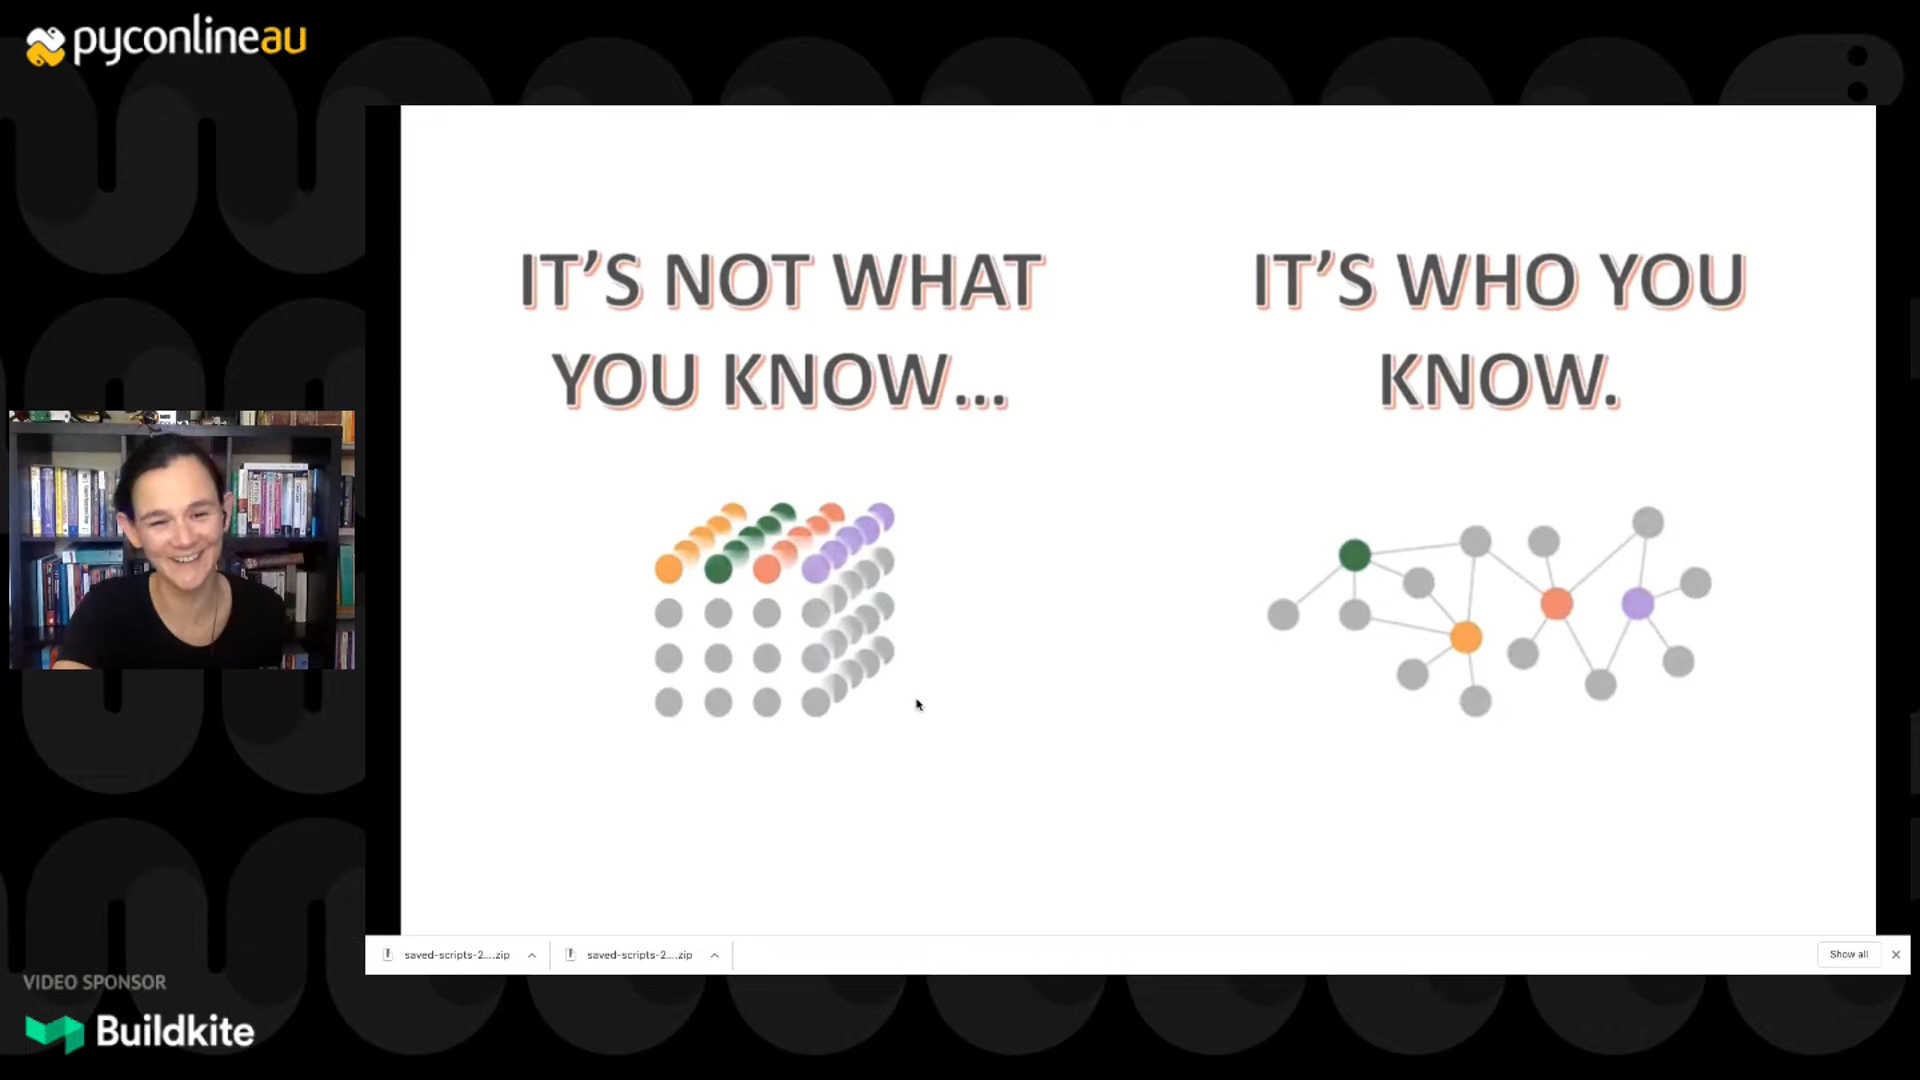 pyconlineau
IT'S NOT WHAT
YOU KNOW...
IT'S WHO YOU
KNOW.
saved-scripts-2....zip
saved-scripts-2....zip
Show all
VIDEO SPONSOR
Buildkite